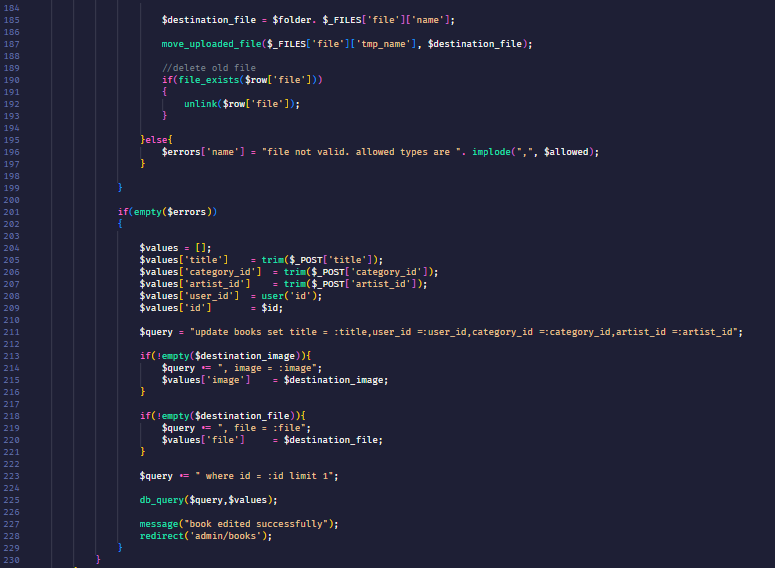 184
185 $destination_file = $folder. $_FILES['file']['name'];
186
187 move_uploaded_file($_FILES['file']['tmp_name'], $destination_file);
188
189 //delete old file
190 if(file_exists($row['file']))
191 {
192 unlink($row['file']);
193 }
194
195 }else{
196 $errors['name'] = "file not valid. allowed types are ". implode(",", $allowed);
197 }
198
199 }
200
201 if(empty($errors))
202 {
203
204 $values = [];
205 $values['title'] = trim($_POST['title']);
206 $values['category_id'] = trim($_POST['category_id']);
207 $values['artist_id'] = trim($_POST['artist_id']);
208 $values['user_id'] = user('id');
209 $values['id'] = $id;
210
211 $query = "update books set title = :title,user_id =:user_id,category_id =:category_id,artist_id =:artist_id";
212
213 if(!empty($destination_image)){
214 $query .= ", image = :image";
215 $values['image'] = $destination_image;
216 }
217
218 if(!empty($destination_file)){
219 $query .= ", file = :file";
220 $values['file'] = $destination_file;
221 }
222
223 $query .= " where id = :id limit 1";
224
225 db_query($query,$values);
226
227 message("book edited successfully");
228 redirect('admin/books');
229 }
230 }